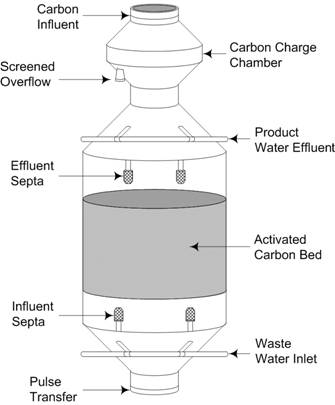 Carbon
Influent
Carbon Charge
Chamber
Screened
Overflow
Product
Water Effluent
Effluent
Septa
Activated
Carbon Bed
Influent
Septa
Waste
Water Inlet
Pulse
Transfer